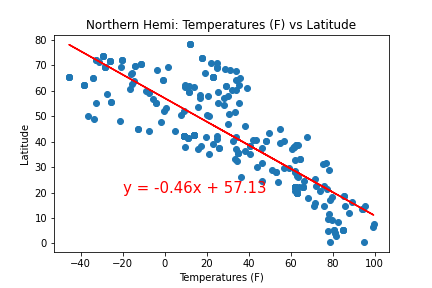 Northern Hemi: Temperatures (F) vs Latitude
80
70
60
50
40
30
20
10
0
Latitude
y = -0.46x + 57.13
−40 −20 0 20 40 60 80 100
Temperatures (F)